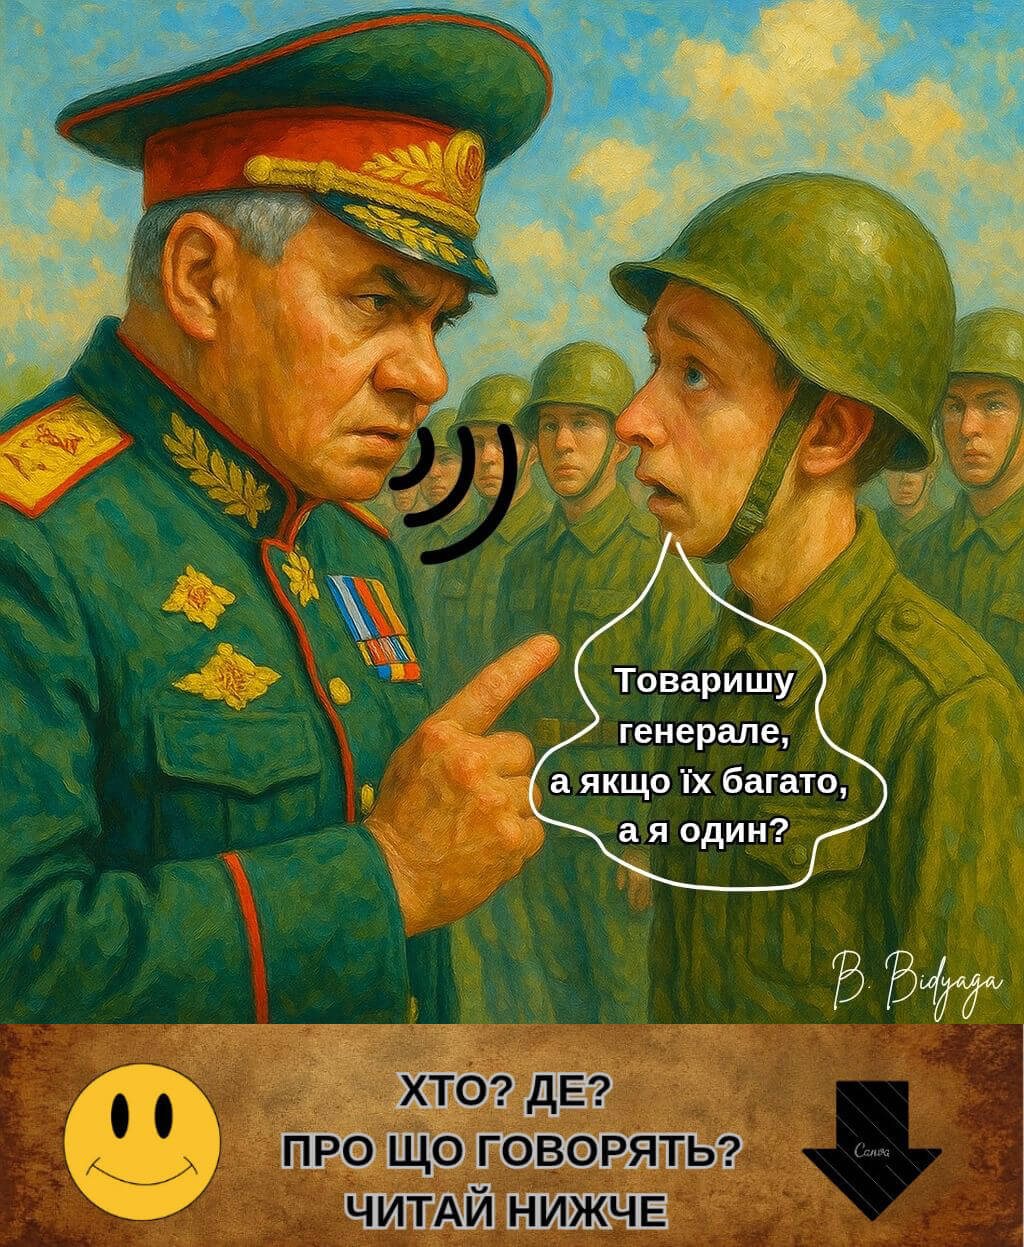 Товаришу
генерале,
а якщо їх багато,
а я один?
B. Bidyaga
ХТО? ДЕ?
ПРО ЩО ГОВОРЯТЬ?
Canva
ЧИТАЙ НИЖЧЕ